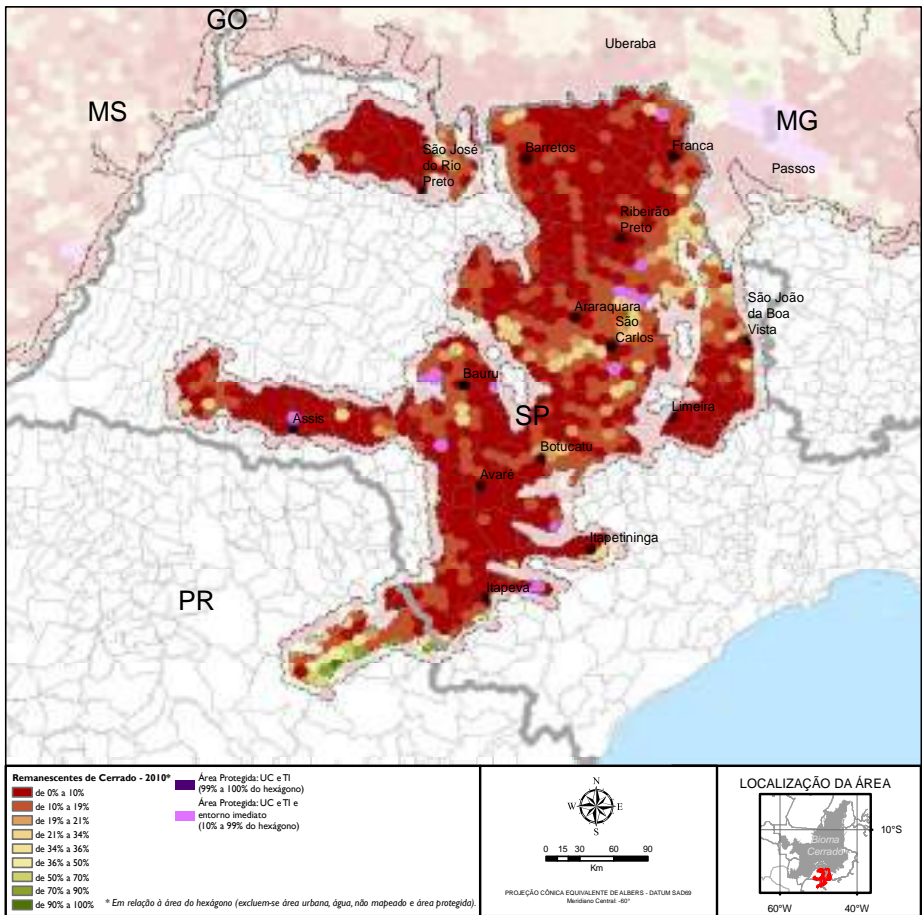 GO
Uberaba
MS
MG
São José
do Rio
Preto
Barretos
Franca
Passos
Ribeirão
Preto
Araraquara
São
Carlos
São João
da Boa
Vista
Bauru
Assis
SP
Limeira
Botucatu
Avaré
Itapetininga
Itapeva
PR
Remanescentes de Cerrado - 2010*
de 0% a 10%
de 10% a 19%
de 19% a 21%
de 21% a 34%
de 34% a 36%
de 36% a 50%
de 50% a 70%
de 70% a 90%
de 90% a 100%
Área Protegida: UC e TI
(99% a 100% do hexágono)
Área Protegida: UC e TI e
entorno imediato
(10% a 99% do hexágono)
* Em relação à área do hexágono (excluem-se área urbana, água, não mapeado e área protegida).
N
W E
S
0 15 30 60 90
Km
PROJEÇÃO CÔNICA EQUIVALENTE DE ALBERS - DATUM SAD69
Meridiano Central: -60°
LOCALIZAÇÃO DA ÁREA
Bioma
Cerrado
10°S
60°W 40°W